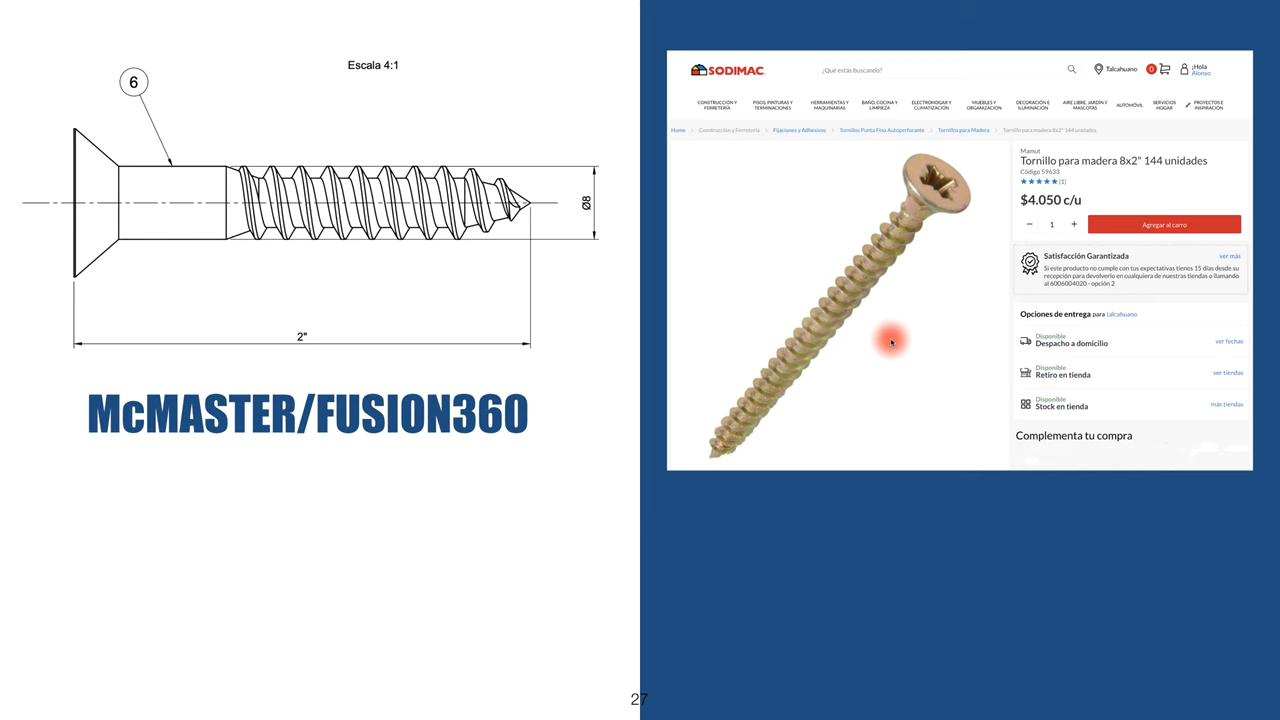 Escala 4:1
6
Ø8
2"
McMASTER/FUSION360
SODIMAC
¿Qué estás buscando?
Talcahuano
0
¡Hola
Alonso
CONSTRUCCIÓN Y
FERRETERÍA
PISOS, PINTURAS Y
TERMINACIONES
HERRAMIENTAS Y
MAQUINARIAS
BAÑO, COCINA Y
LIMPIEZA
ELECTROHOGAR Y
CLIMATIZACIÓN
MUEBLES Y
ORGANIZACIÓN
DECORACIÓN E
ILUMINACIÓN
AIRE LIBRE, JARDÍN Y
MASCOTAS
AUTOMÓVIL
SERVICIOS
HOGAR
PROYECTOS E
INSPIRACIÓN
Home > Construcción y Ferretería > Fijaciones y Adhesivos > Tornillos Punta Fina Autoperforante > Tornillos para Madera > Tornillo para madera 8x2" 144 unidades
Mamut
Tornillo para madera 8x2" 144 unidades
Código 59633
(1)
$4.050 c/u
− 1 +
Agregar al carro
Satisfacción Garantizada
ver más
Si este producto no cumple con tus expectativas tienes 15 días desde su
recepción para devolverlo en cualquiera de nuestras tiendas o llamando
al 6006004020 - opción 2
Opciones de entrega para talcahuano
Disponible
Despacho a domicilio
ver fechas
Disponible
Retiro en tienda
ver tiendas
Disponible
Stock en tienda
más tiendas
Complementa tu compra
27